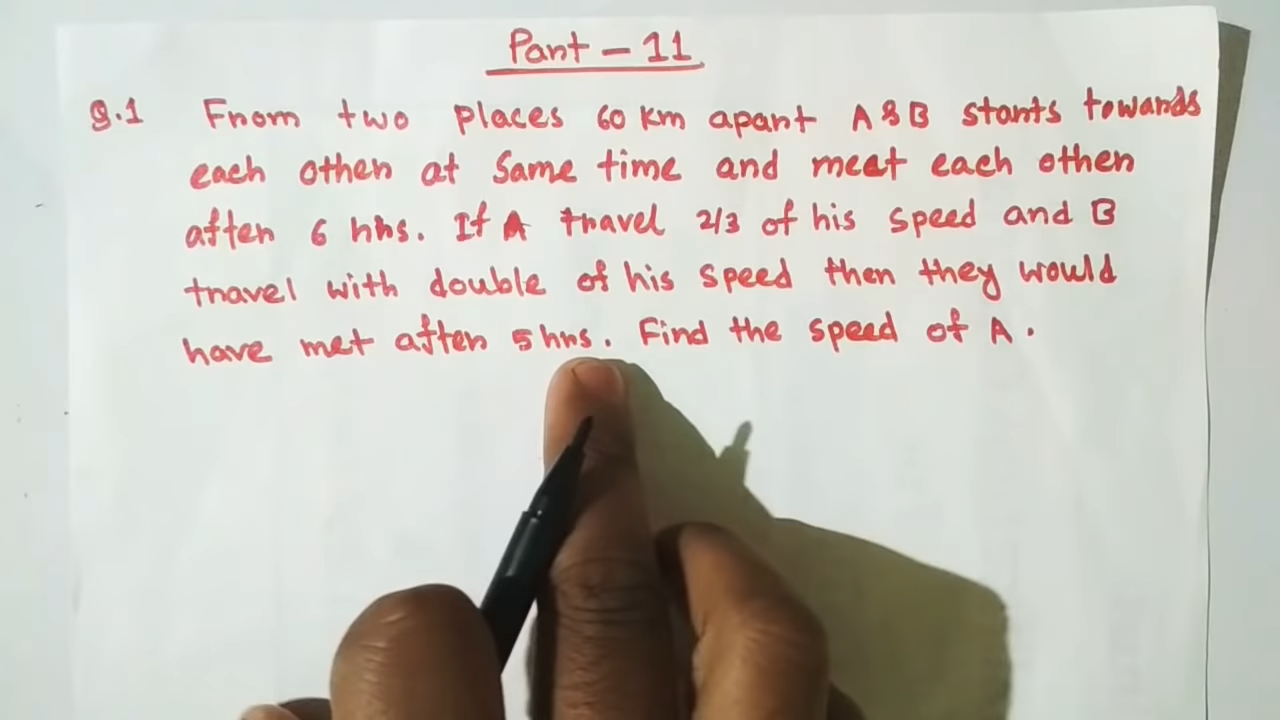 Part - 11
Q.1 From two places 60 km apart A & B starts towards
each other at same time and meet each other
after 6 hrs. If A travel 2/3 of his speed and B
travel with double of his speed then they would
have met after 5 hrs. Find the speed of A.